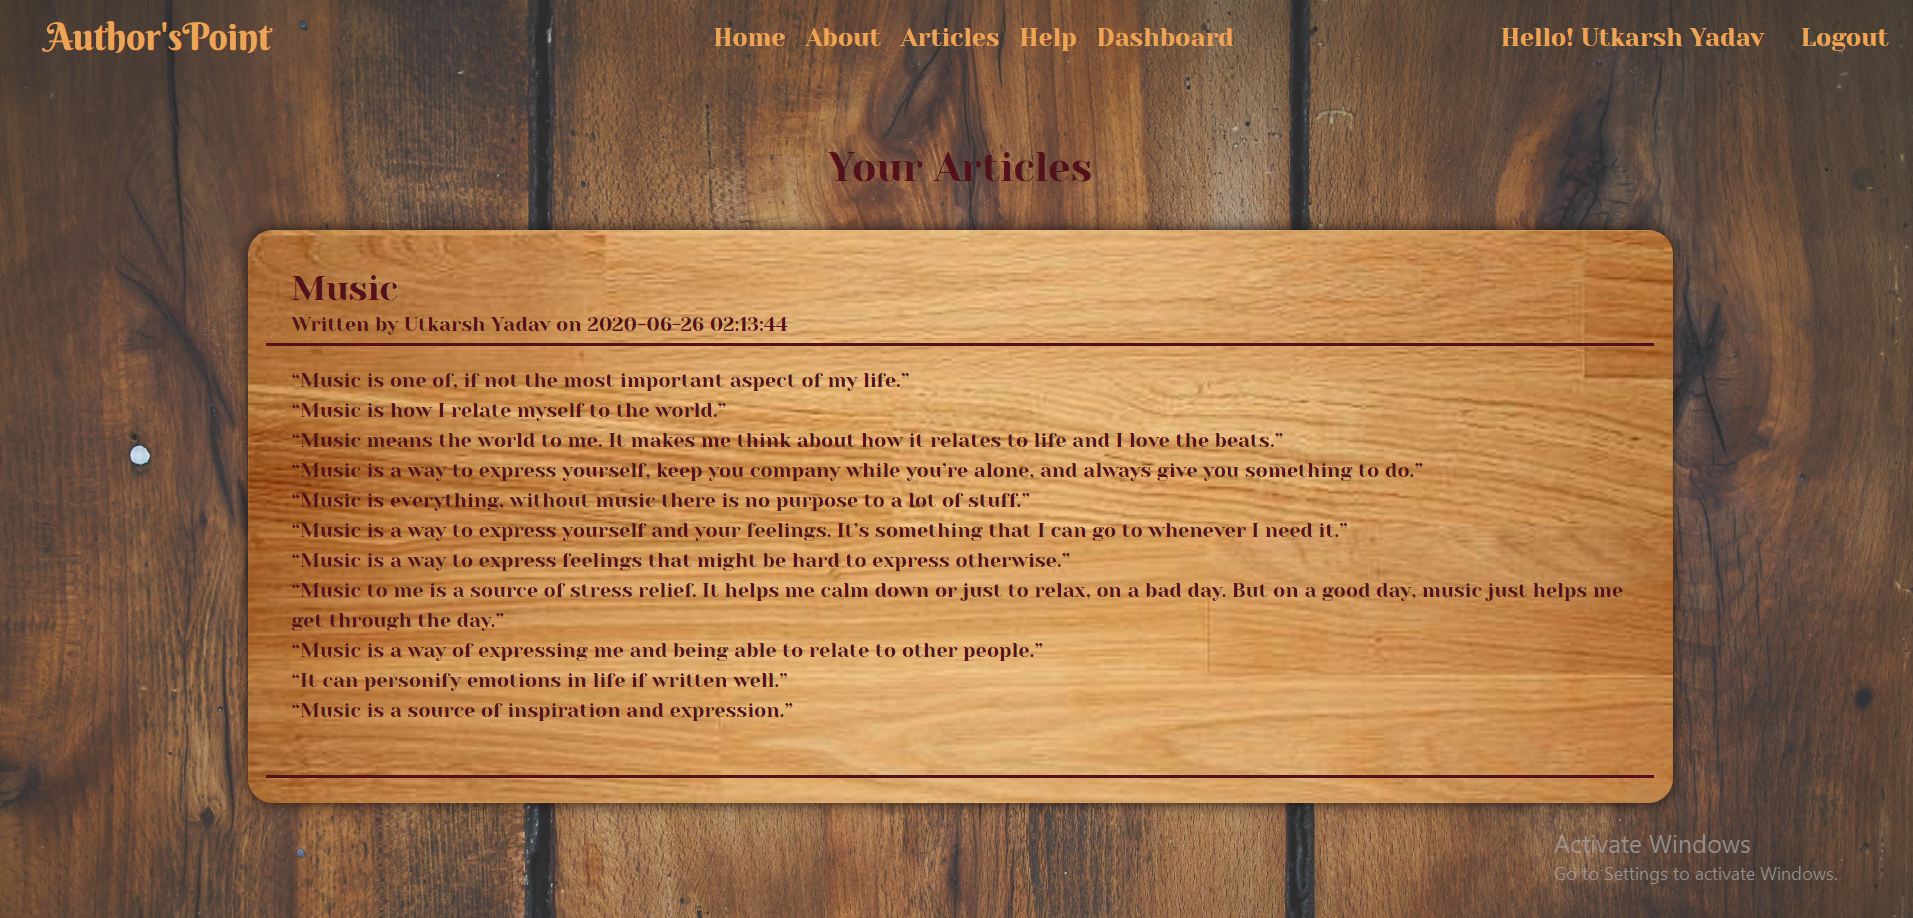 Author'sPoint
Home About Articles Help Dashboard
Hello! Utkarsh Yadav Logout
Your Articles
Music
Written by Utkarsh Yadav on 2020-06-26 02:13:44
“Music is one of, if not the most important aspect of my life.”
“Music is how I relate myself to the world.”
“Music means the world to me. It makes me think about how it relates to life and I love the beats.”
“Music is a way to express yourself, keep you company while you’re alone, and always give you something to do.”
“Music is everything, without music there is no purpose to a lot of stuff.”
“Music is a way to express yourself and your feelings. It’s something that I can go to whenever I need it.”
“Music is a way to express feelings that might be hard to express otherwise.”
“Music to me is a source of stress relief. It helps me calm down or just to relax, on a bad day. But on a good day, music just helps me
get through the day.”
“Music is a way of expressing me and being able to relate to other people.”
“It can personify emotions in life if written well.”
“Music is a source of inspiration and expression.”
Activate Windows
Go to Settings to activate Windows.